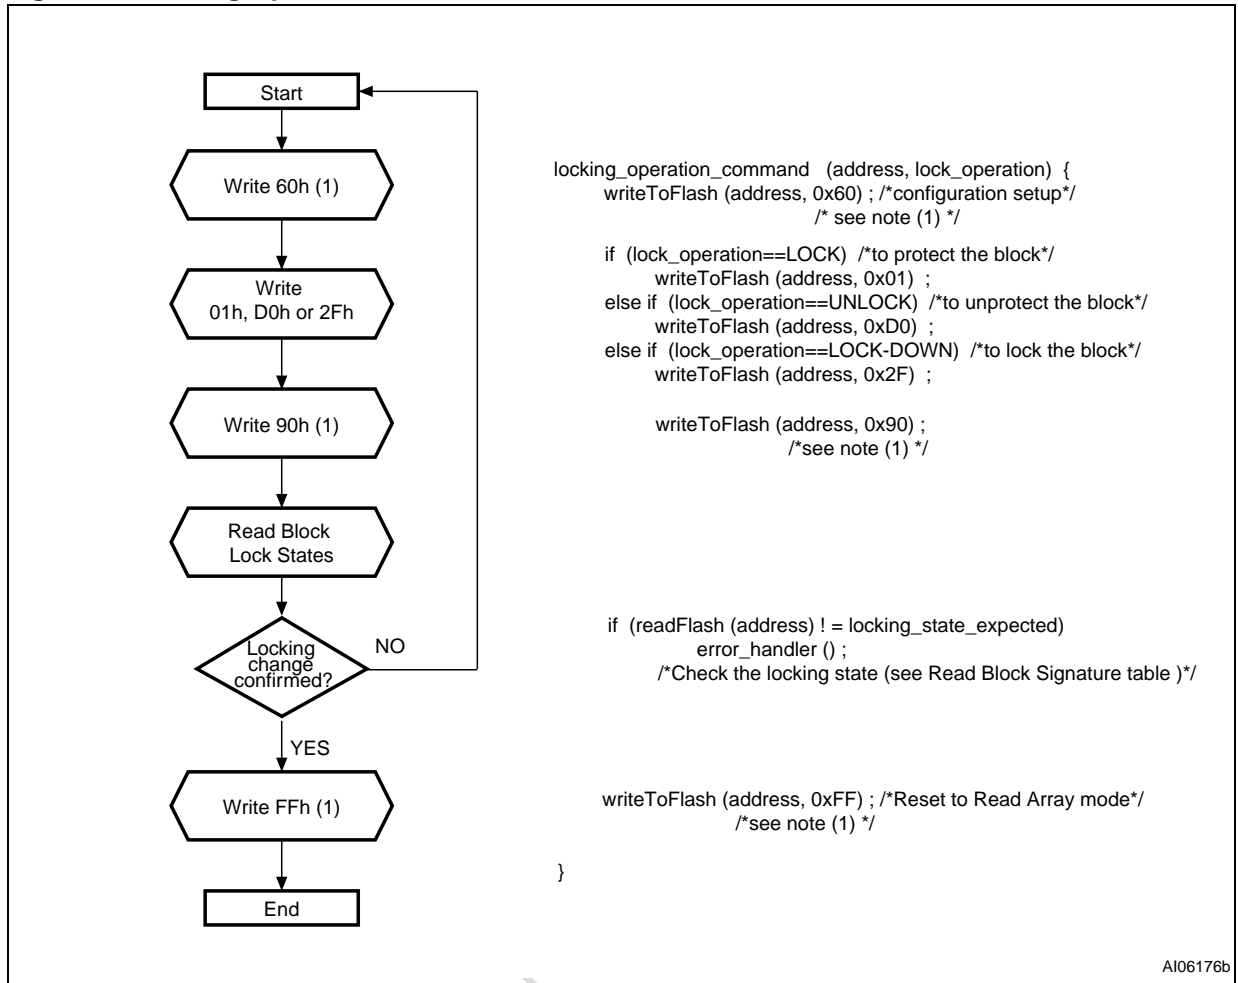 Start
Write 60h (1)
Write
01h, D0h or 2Fh
Write 90h (1)
Read Block
Lock States
Locking
change
confirmed?
NO
YES
Write FFh (1)
End
locking_operation_command (address, lock_operation) {
writeToFlash (address, 0x60) ; /*configuration setup*/
/* see note (1) */
if (lock_operation==LOCK) /*to protect the block*/
writeToFlash (address, 0x01) ;
else if (lock_operation==UNLOCK) /*to unprotect the block*/
writeToFlash (address, 0xD0) ;
else if (lock_operation==LOCK-DOWN) /*to lock the block*/
writeToFlash (address, 0x2F) ;
writeToFlash (address, 0x90) ;
/*see note (1) */
if (readFlash (address) ! = locking_state_expected)
error_handler () ;
/*Check the locking state (see Read Block Signature table )*/
writeToFlash (address, 0xFF) ; /*Reset to Read Array mode*/
/*see note (1) */
}
AI06176b